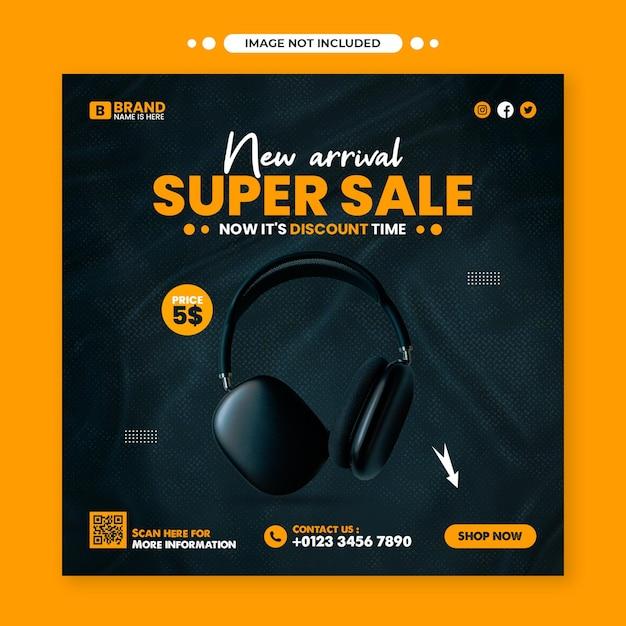 IMAGE NOT INCLUDED
B BRAND
NAME IS HERE
New arrival
SUPER SALE
NOW IT'S DISCOUNT TIME
PRICE
5$
SCAN HERE FOR
MORE INFORMATION
CONTACT US :
+0123 3456 7890
SHOP NOW